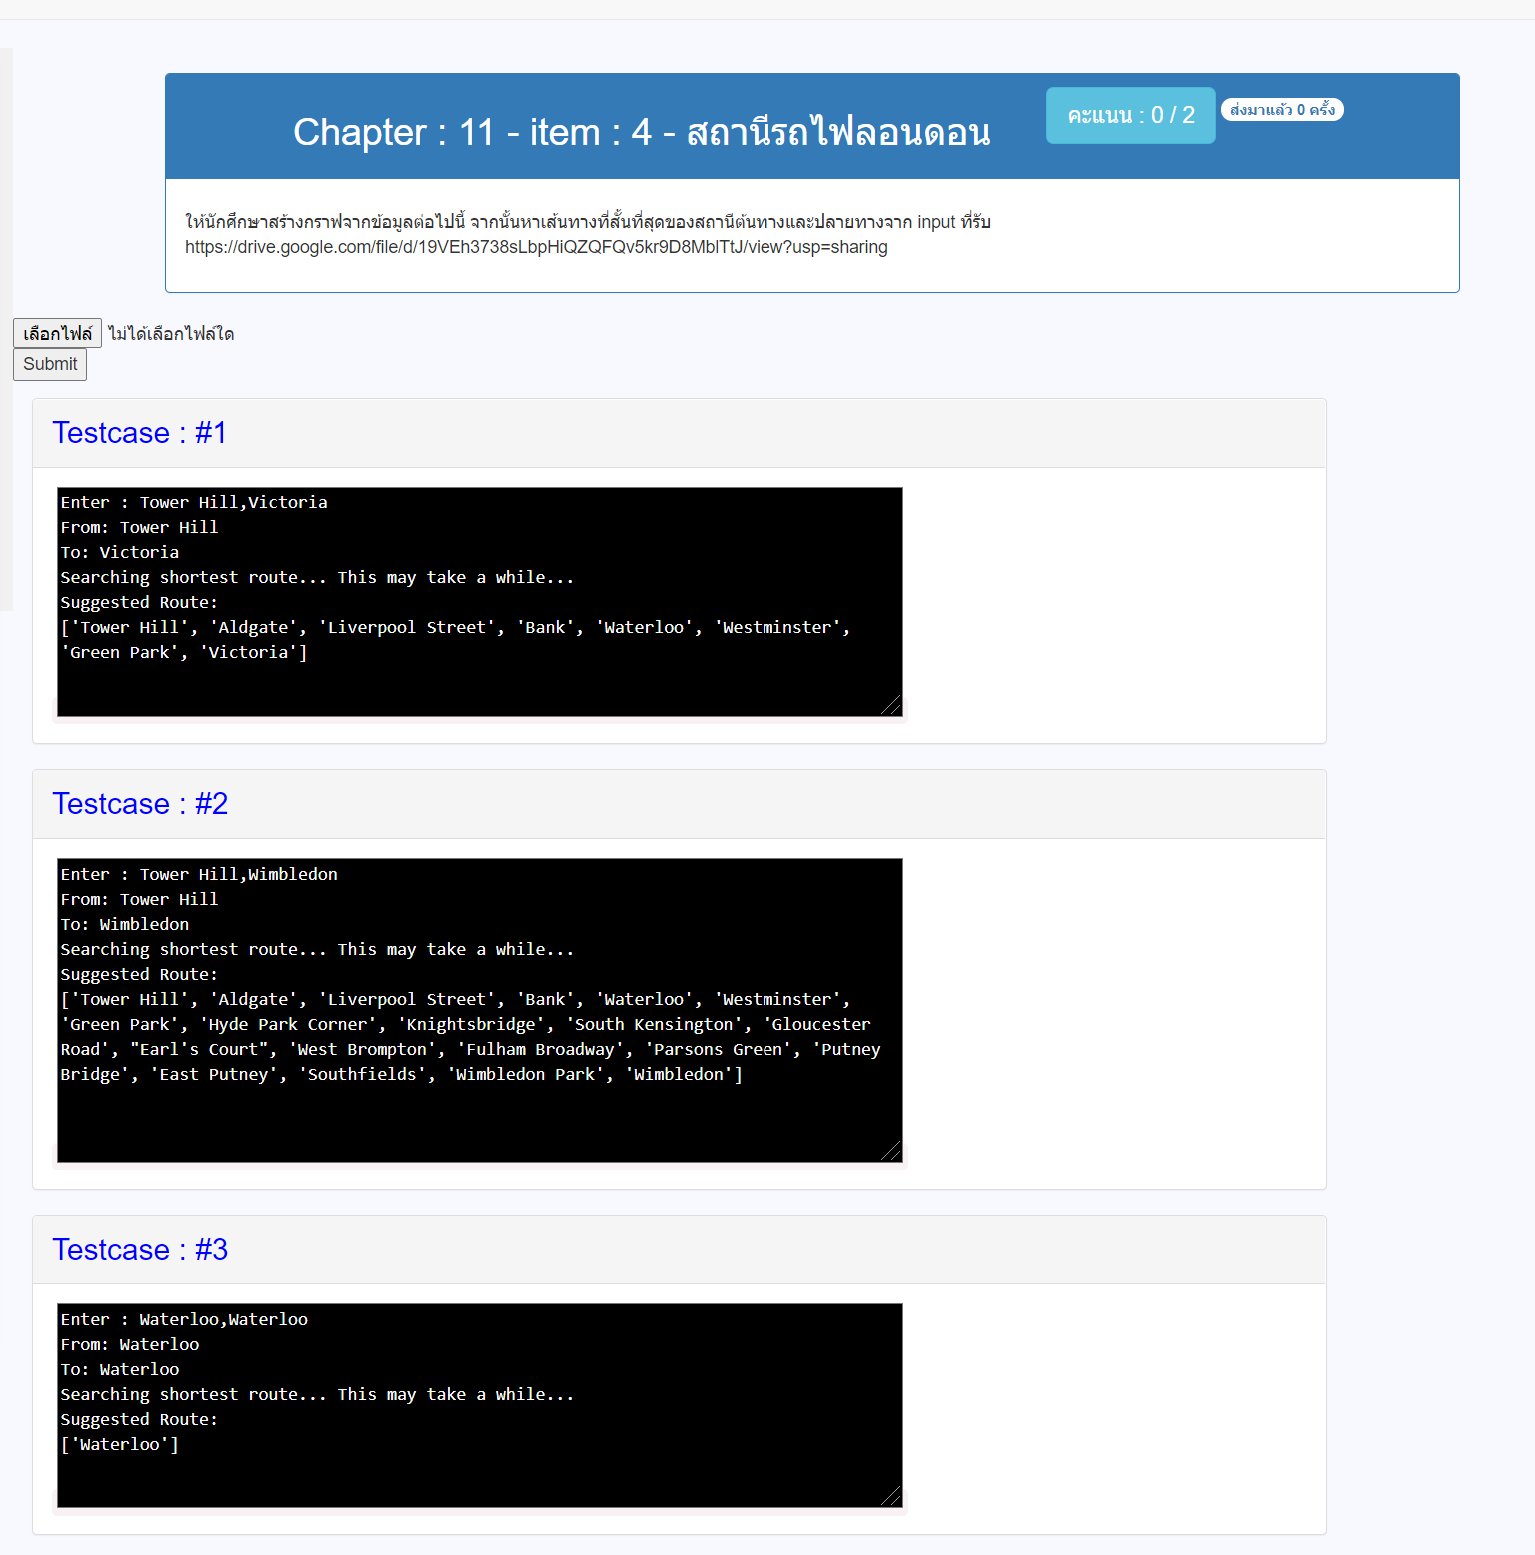 Chapter : 11 - item : 4 - สถานีรถไฟลอนดอน
คะแนน : 0 / 2
ส่งมาแล้ว 0 ครั้ง
ให้นักศึกษาสร้างกราฟจากข้อมูลต่อไปนี้ จากนั้นหาเส้นทางที่สั้นที่สุดของสถานีต้นทางและปลายทางจาก input ที่รับ
https://drive.google.com/file/d/19VEh3738sLbpHiQZQFQv5kr9D8MblTtJ/view?usp=sharing
เลือกไฟล์ ไม่ได้เลือกไฟล์ใด
Submit
Testcase : #1
Enter : Tower Hill,Victoria
From: Tower Hill
To: Victoria
Searching shortest route... This may take a while...
Suggested Route:
['Tower Hill', 'Aldgate', 'Liverpool Street', 'Bank', 'Waterloo', 'Westminster',
'Green Park', 'Victoria']
Testcase : #2
Enter : Tower Hill,Wimbledon
From: Tower Hill
To: Wimbledon
Searching shortest route... This may take a while...
Suggested Route:
['Tower Hill', 'Aldgate', 'Liverpool Street', 'Bank', 'Waterloo', 'Westminster',
'Green Park', 'Hyde Park Corner', 'Knightsbridge', 'South Kensington', 'Gloucester
Road', "Earl's Court", 'West Brompton', 'Fulham Broadway', 'Parsons Green', 'Putney
Bridge', 'East Putney', 'Southfields', 'Wimbledon Park', 'Wimbledon']
Testcase : #3
Enter : Waterloo,Waterloo
From: Waterloo
To: Waterloo
Searching shortest route... This may take a while...
Suggested Route:
['Waterloo']